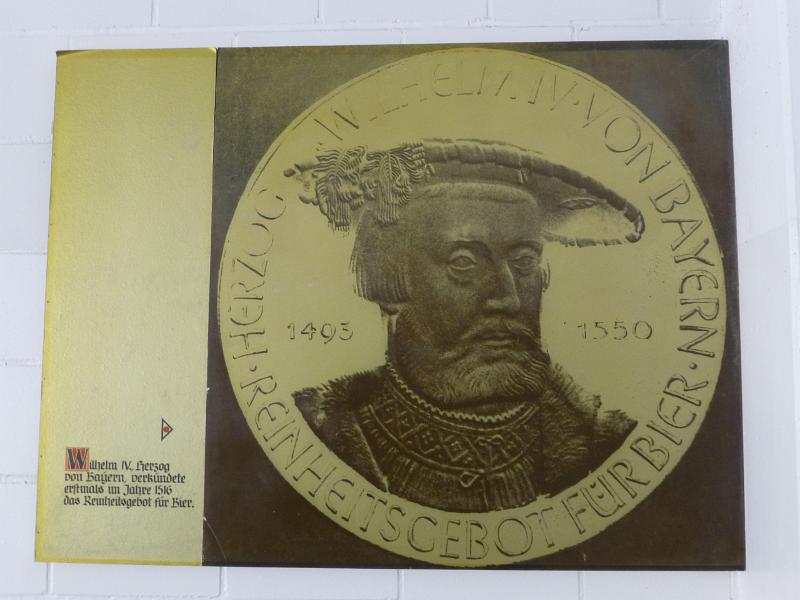 Wilhelm IV., Herzog
von Bayern, verkündete
erstmals im Jahre 1516
das Reinheitsgebot für Bier.
· HERZOG WILHELM IV · VON BAYERN ·
1493
1550
REINHEITSGEBOT FÜR BIER